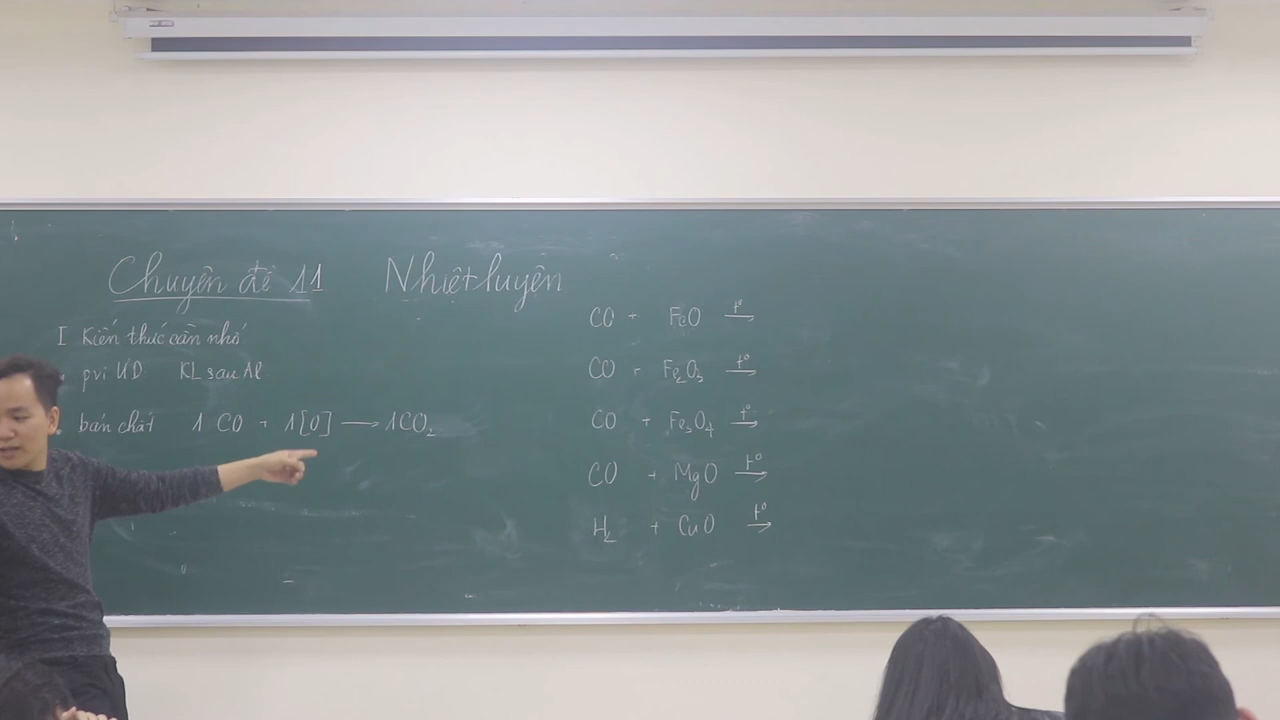 Chuyên đề 11 Nhiệt luyện
I Kiến thức cần nhớ
. pvi ƯD KL sau Al
. bản chất 1 CO + 1[O] ⟶ 1CO₂
CO + FeO t° →
CO + Fe₂O₃ t° →
CO + Fe₃O₄ t° →
CO + MgO t° →
H₂ + CuO t° →